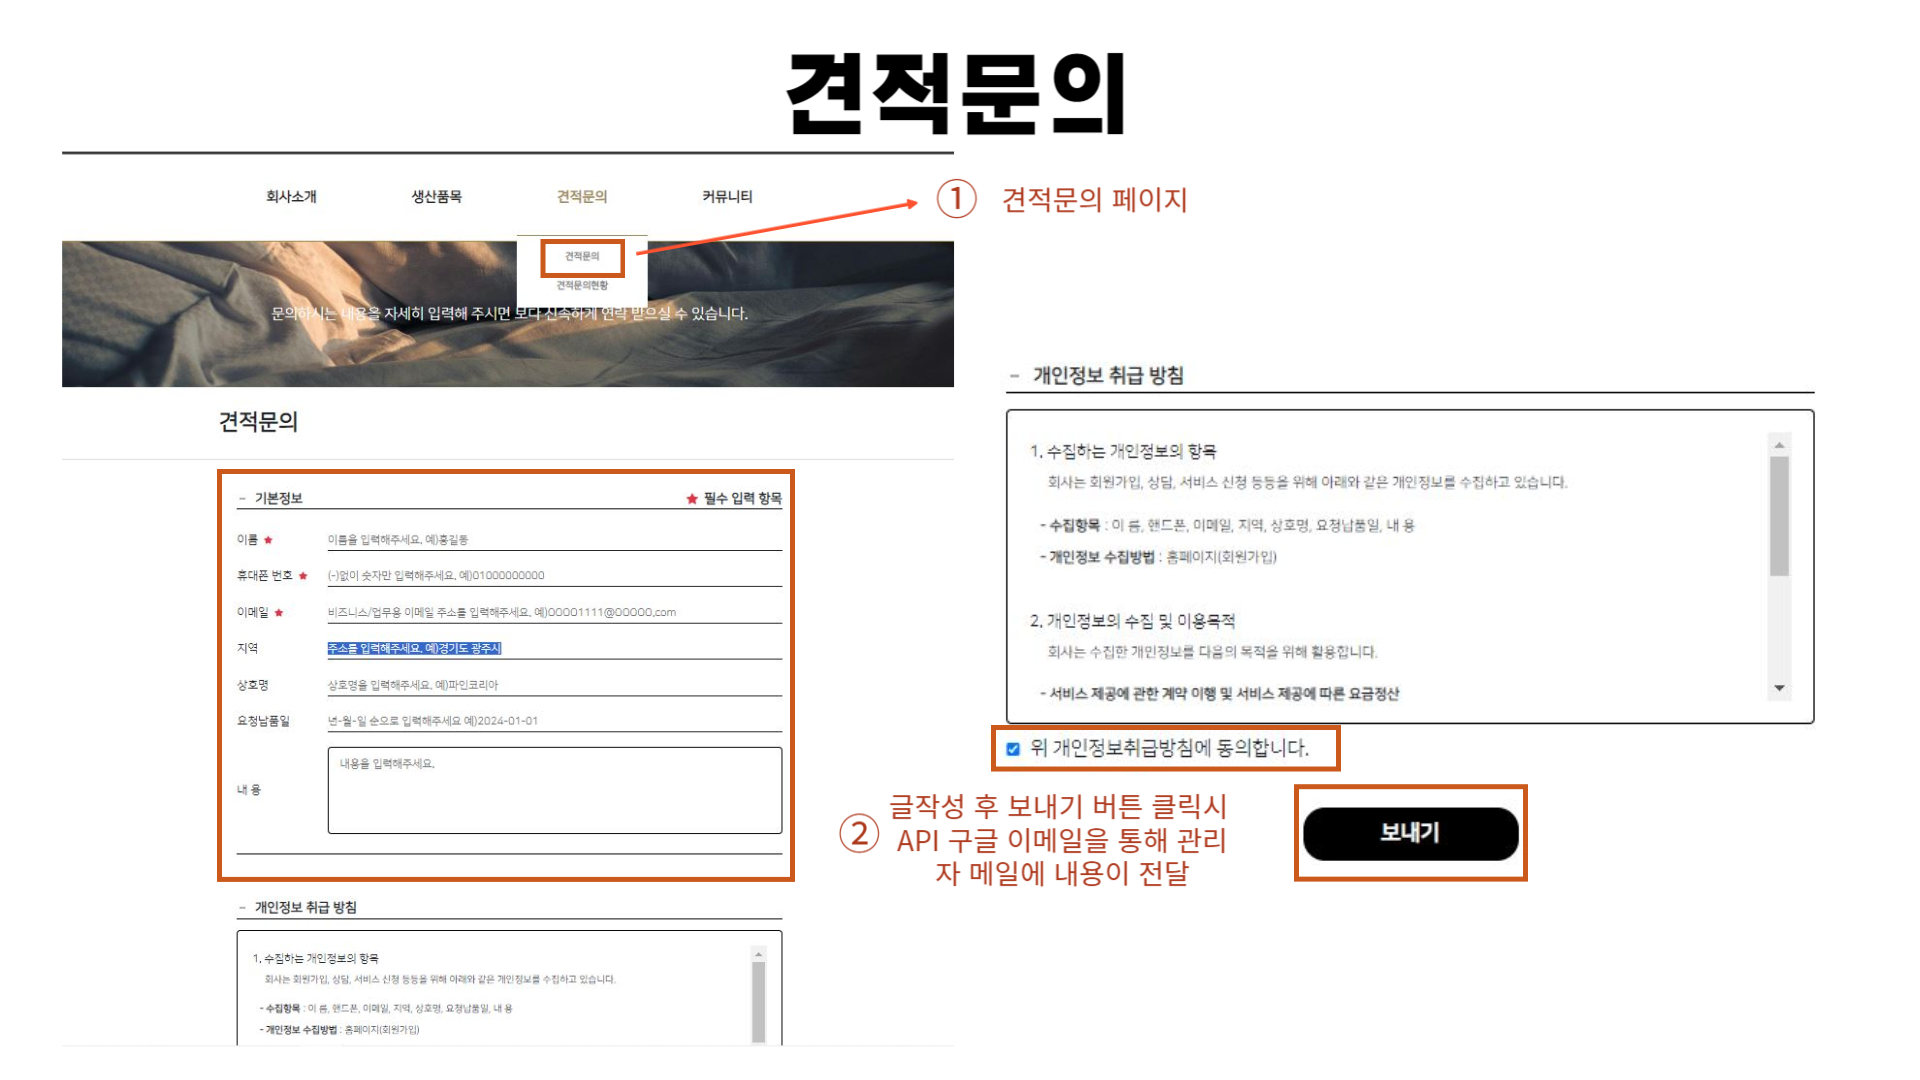 견적문의
회사소개 생산품목 견적문의 커뮤니티
① 견적문의 페이지
견적문의
견적문의현황
문의하시는 내용을 자세히 입력해 주시면 보다 신속하게 연락 받으실 수 있습니다.
견적문의
- 기본정보 ★ 필수 입력 항목
이름 ★ 이름을 입력해주세요. 예)홍길동
휴대폰 번호 ★ (-)없이 숫자만 입력해주세요. 예)01000000000
이메일 ★ 비즈니스/업무용 이메일 주소를 입력해주세요. 예)OOOO1111@OOOOO.com
지역 주소를 입력해주세요. 예)경기도 광주시
상호명 상호명을 입력해주세요. 예)파인코리아
요청납품일 년-월-일 순으로 입력해주세요 예)2024-01-01
내 용 내용을 입력해주세요.
- 개인정보 취급 방침
1. 수집하는 개인정보의 항목
회사는 회원가입, 상담, 서비스 신청 등등을 위해 아래와 같은 개인정보를 수집하고 있습니다.
- 수집항목 : 이 름, 핸드폰, 이메일, 지역, 상호명, 요청납품일, 내 용
- 개인정보 수집방법 : 홈페이지(회원가입)
- 개인정보 취급 방침
1. 수집하는 개인정보의 항목
회사는 회원가입, 상담, 서비스 신청 등등을 위해 아래와 같은 개인정보를 수집하고 있습니다.
- 수집항목 : 이 름, 핸드폰, 이메일, 지역, 상호명, 요청납품일, 내 용
- 개인정보 수집방법 : 홈페이지(회원가입)
2. 개인정보의 수집 및 이용목적
회사는 수집한 개인정보를 다음의 목적을 위해 활용합니다.
- 서비스 제공에 관한 계약 이행 및 서비스 제공에 따른 요금정산
위 개인정보취급방침에 동의합니다.
② 글작성 후 보내기 버튼 클릭시
API 구글 이메일을 통해 관리
자 메일에 내용이 전달
보내기